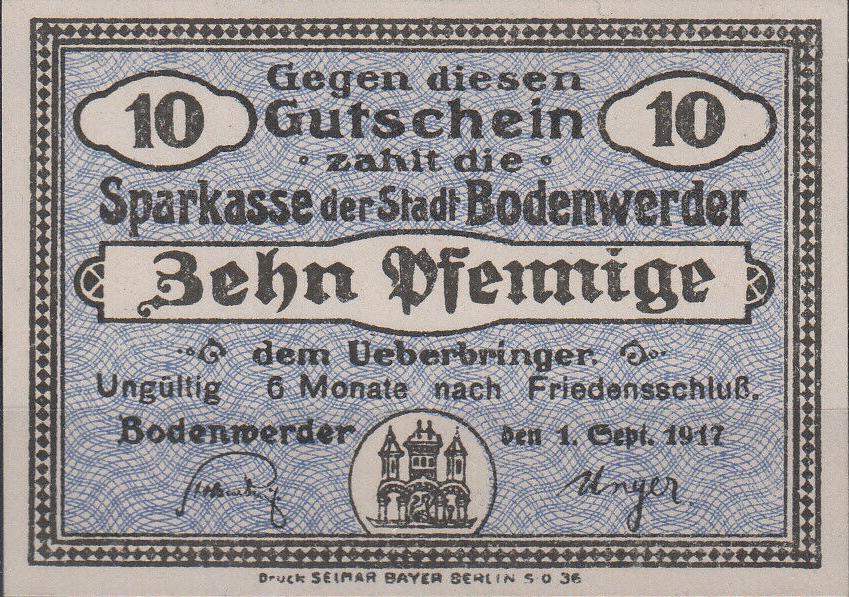 Gegen diesen
10 Gutschein 10
zahlt die
Sparkasse der Stadt Bodenwerder
Zehn Pfennige
dem Ueberbringer.
Ungültig 6 Monate nach Friedensschluß.
Bodenwerder den 1. Sept. 1917
Unger
Druck SELMAR BAYER BERLIN S·O 36